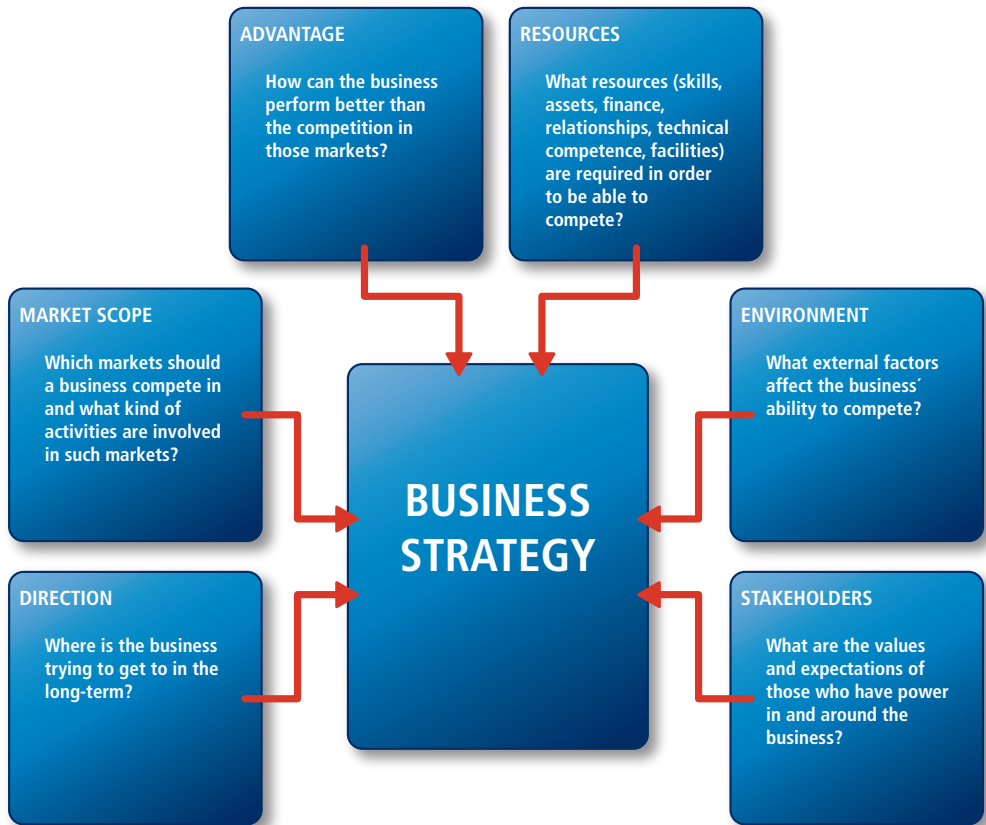 ADVANTAGE
How can the business
perform better than
the competition in
those markets?
RESOURCES
What resources (skills,
assets, finance,
relationships, technical
competence, facilities)
are required in order
to be able to
compete?
MARKET SCOPE
Which markets should
a business compete in
and what kind of
activities are involved
in such markets?
ENVIRONMENT
What external factors
affect the business´
ability to compete?
BUSINESS
STRATEGY
DIRECTION
Where is the business
trying to get to in the
long-term?
STAKEHOLDERS
What are the values
and expectations of
those who have power
in and around the
business?